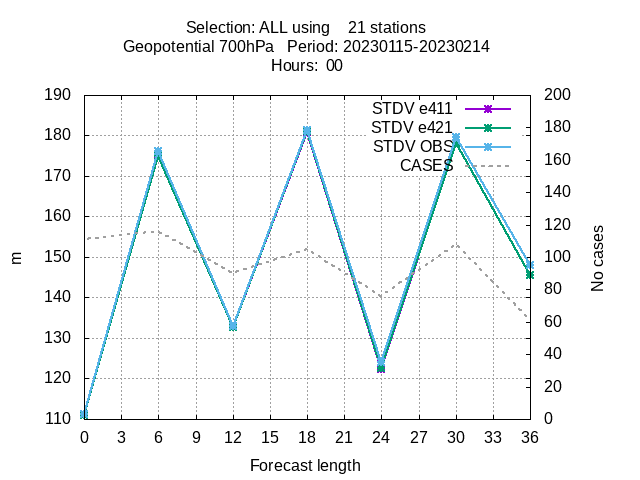 Selection: ALL using    21 stations
Geopotential 700hPa   Period: 20230115-20230214
Hours:  00
190 200
STDV e411
180 180
STDV e421
STDV OBS
160
CASES
170
140
160
120
150 100
140 80
60
130
40
120
20
110 0
0 3 6 9 12 15 18 21 24 27 30 33 36
m
No cases
Forecast length